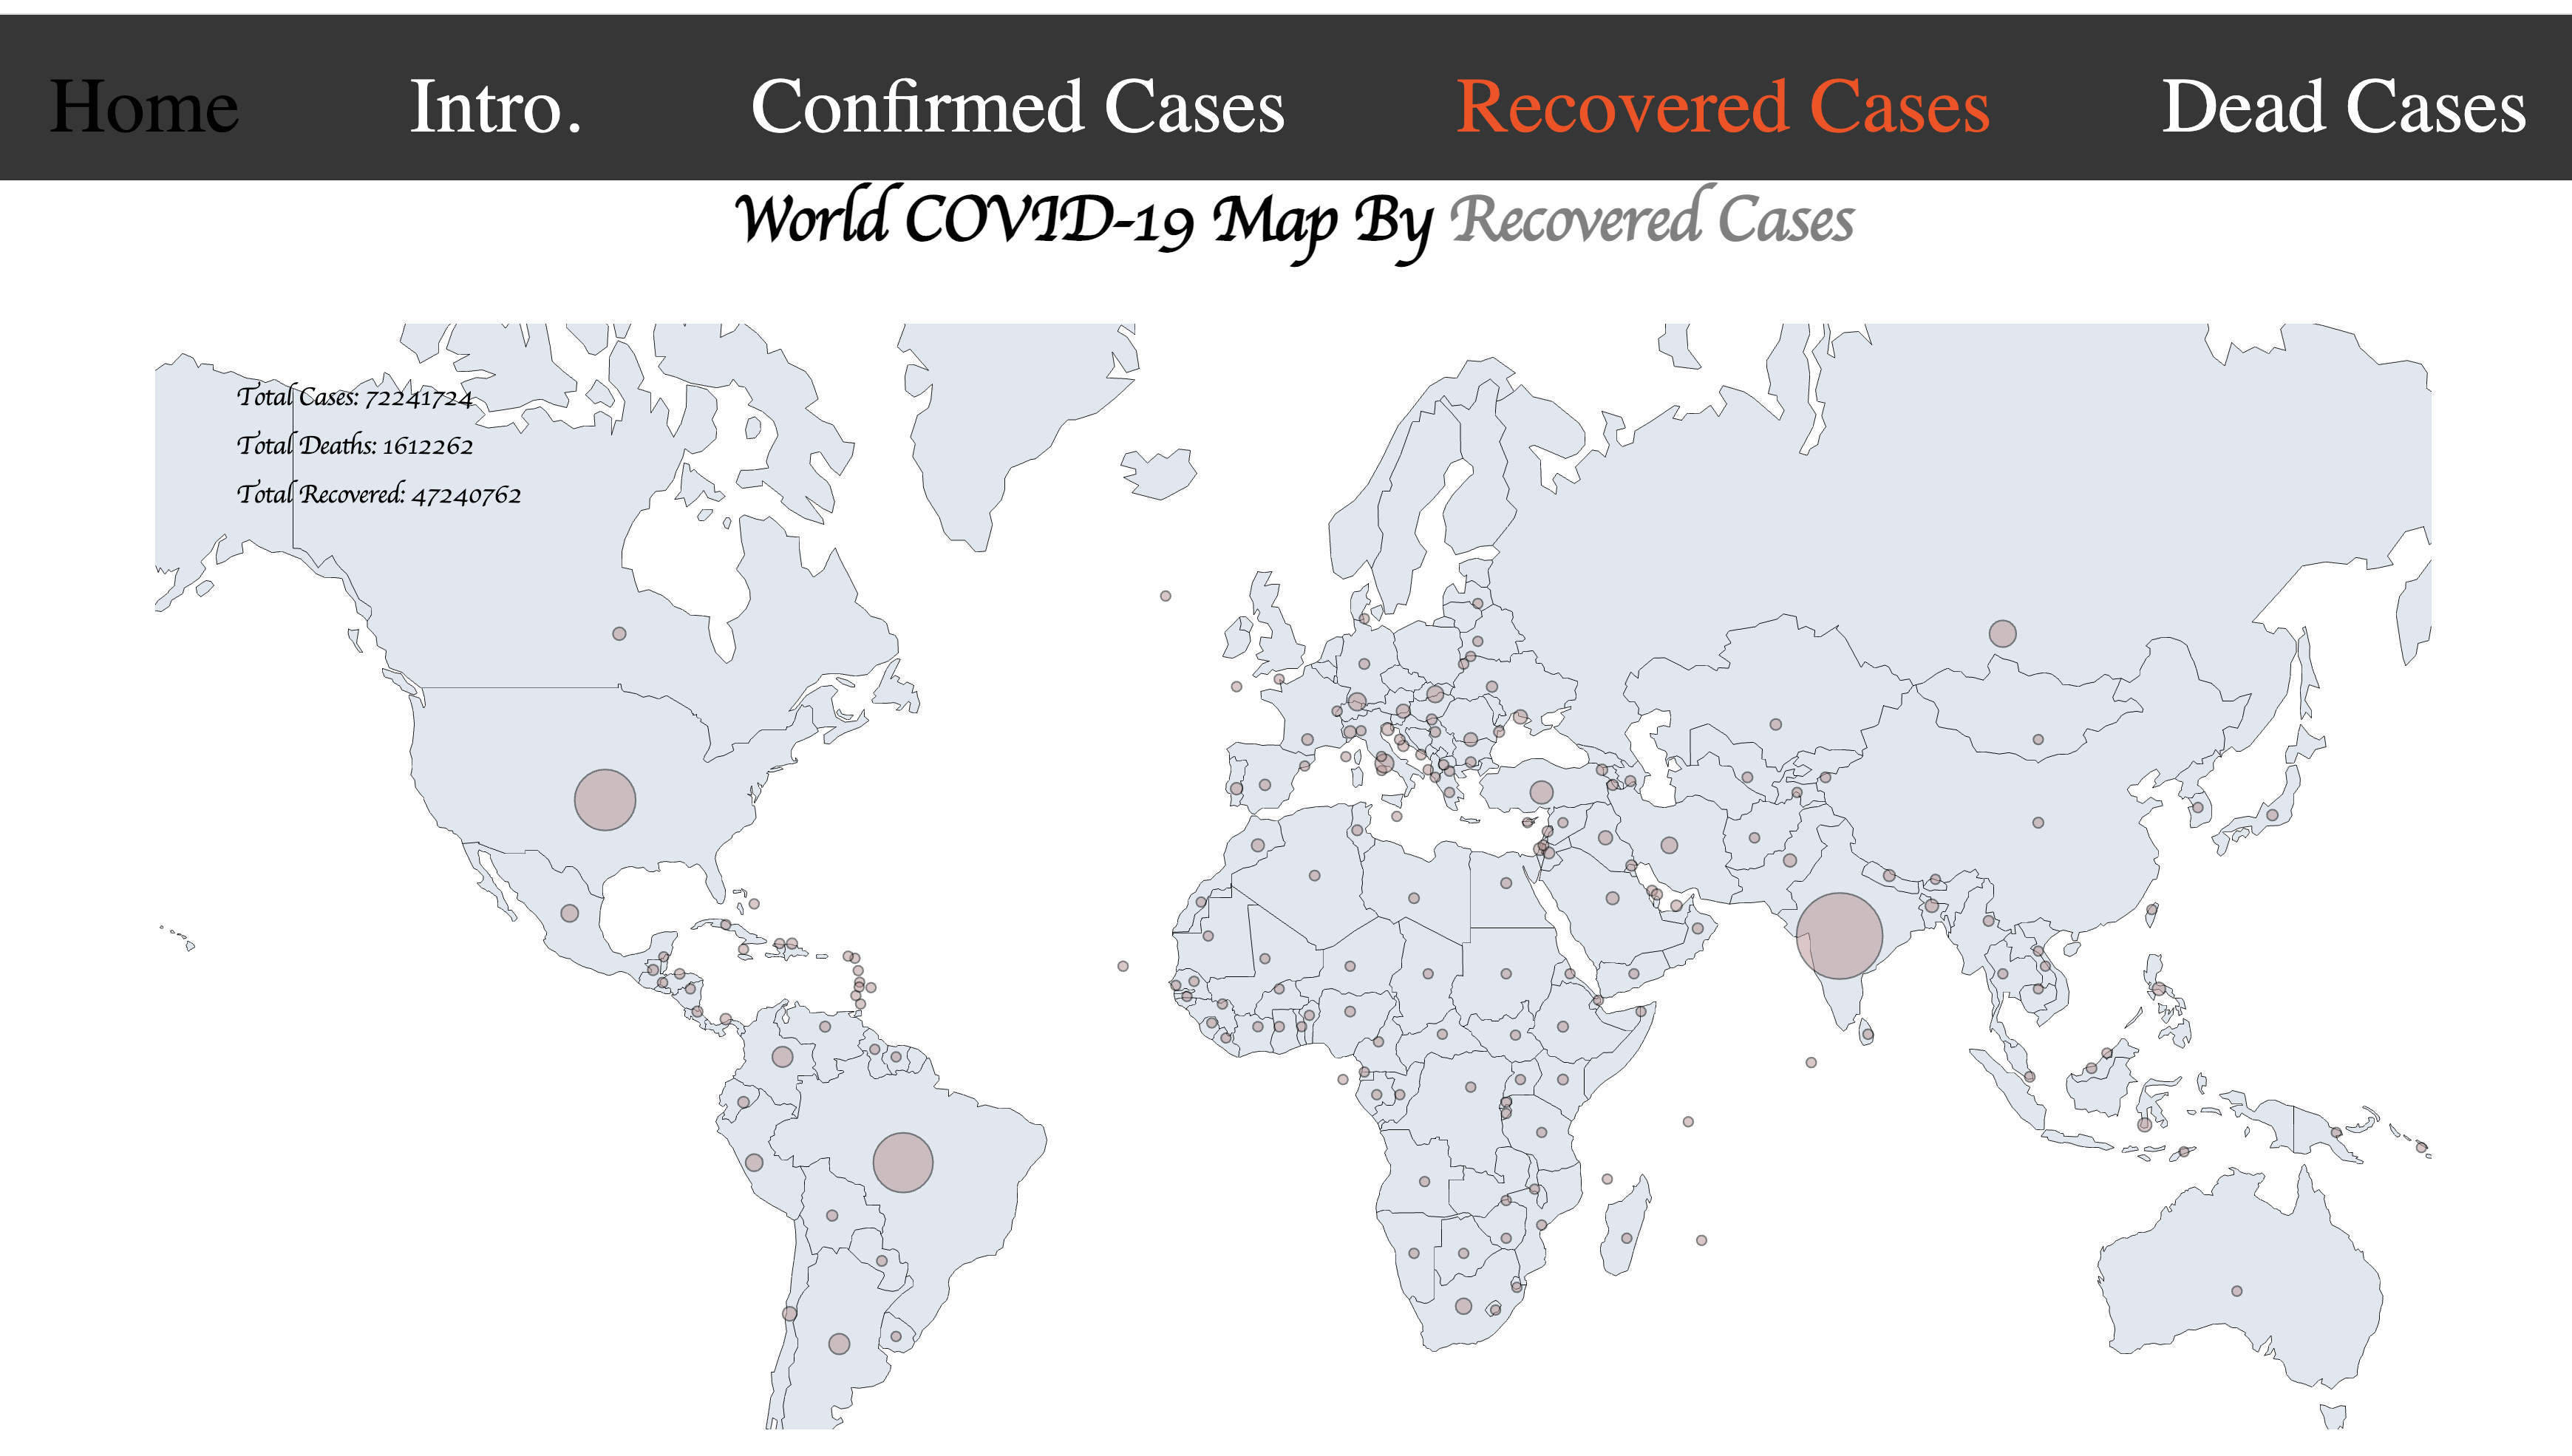 Home Intro. Confirmed Cases Recovered Cases Dead Cases
World COVID-19 Map By Recovered Cases
Total Cases: 72241724
Total Deaths: 1612262
Total Recovered: 47240762